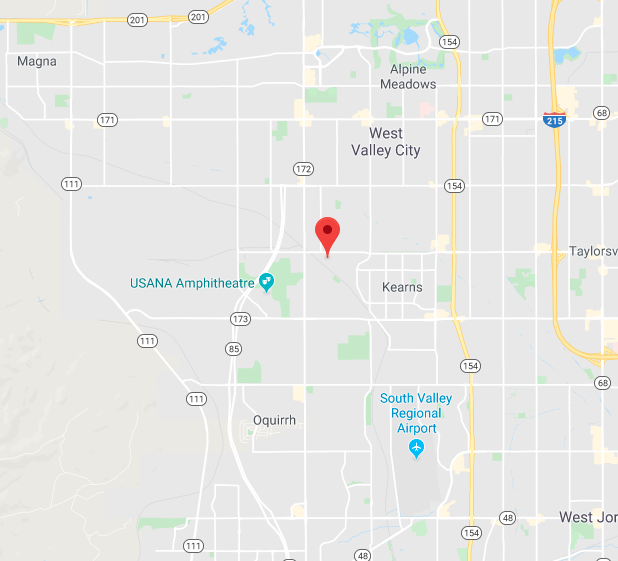 201
201
154
Magna
Alpine
Meadows
171
171
68
215
West
Valley City
172
111
154
Taylorsv
USANA Amphitheatre
Kearns
173
111
85
154
68
111
South Valley
Regional
Airport
Oquirrh
48
West Jor
154
111
48
85